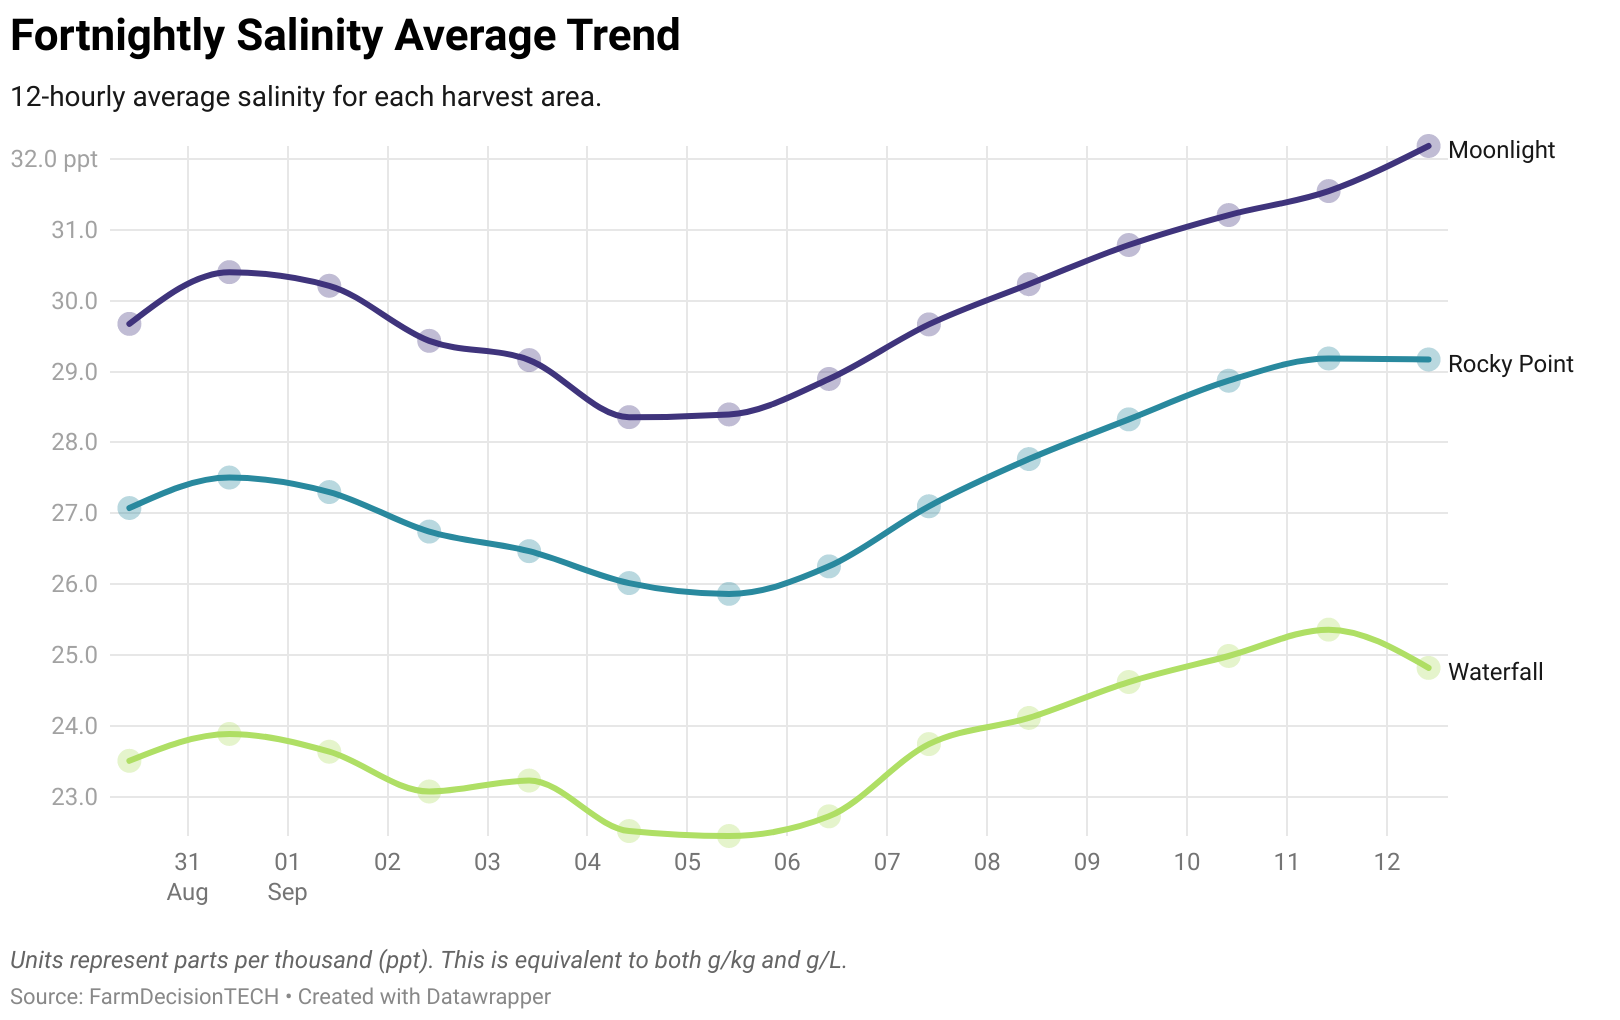 Fortnightly Salinity Average Trend
12-hourly average salinity for each harvest area.
32.0 ppt
31.0
30.0
29.0
28.0
27.0
26.0
25.0
24.0
23.0
Moonlight
Rocky Point
Waterfall
31 01 02 03 04 05 06 07 08 09 10 11 12
Aug Sep
Units represent parts per thousand (ppt). This is equivalent to both g/kg and g/L.
Source: FarmDecisionTECH • Created with Datawrapper